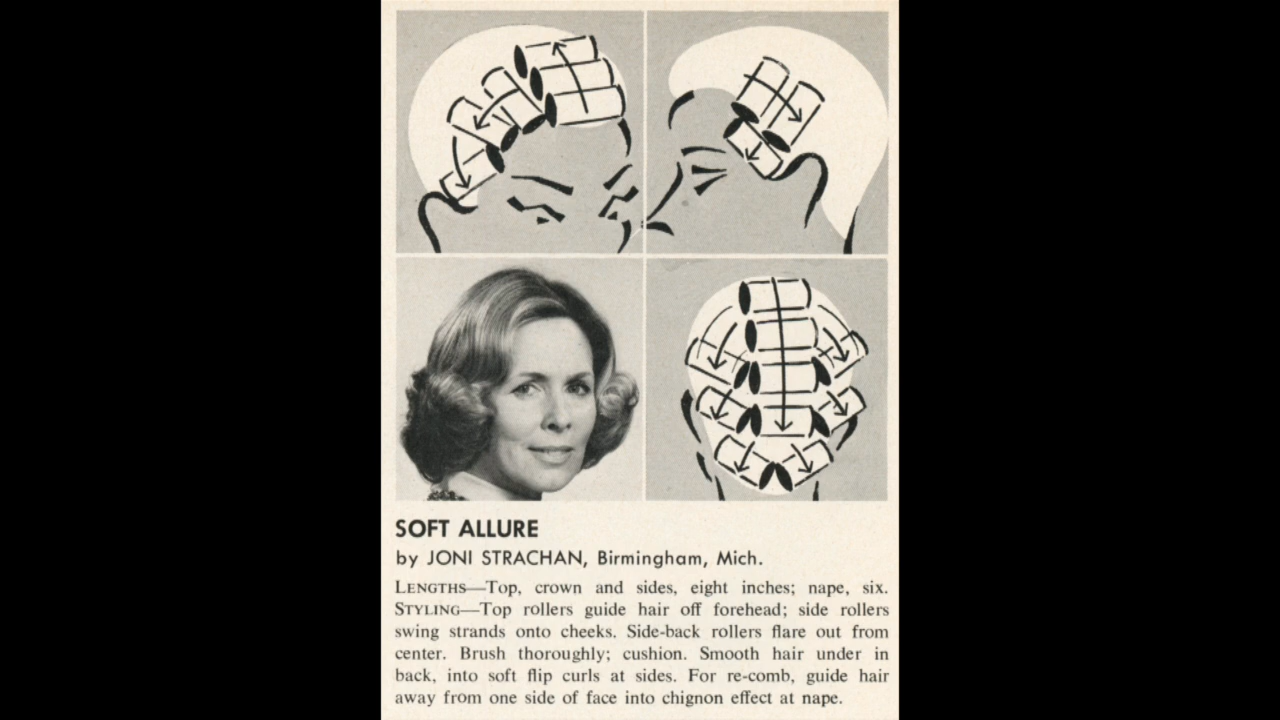 SOFT ALLURE
by JONI STRACHAN, Birmingham, Mich.
LENGTHS—Top, crown and sides, eight inches; nape, six.
STYLING—Top rollers guide hair off forehead; side rollers
swing strands onto cheeks. Side-back rollers flare out from
center. Brush thoroughly; cushion. Smooth hair under in
back, into soft flip curls at sides. For re-comb, guide hair
away from one side of face into chignon effect at nape.